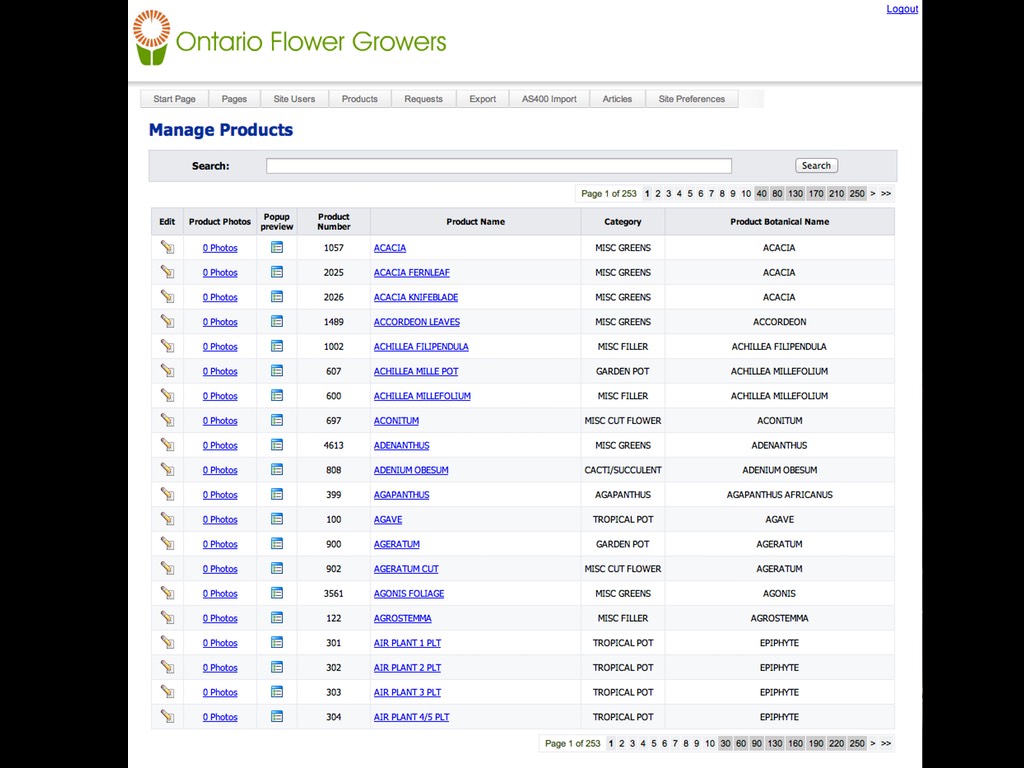 Logout
Ontario Flower Growers
Start Page Pages Site Users Products Requests Export AS400 Import Articles Site Preferences
Manage Products
Search: Search
Page 1 of 253 1 2 3 4 5 6 7 8 9 10 40 80 130 170 210 250 > >>
Edit Product Photos Popup preview Product Number Product Name Category Product Botanical Name
0 Photos 1057 ACACIA MISC GREENS ACACIA
0 Photos 2025 ACACIA FERNLEAF MISC GREENS ACACIA
0 Photos 2026 ACACIA KNIFEBLADE MISC GREENS ACACIA
0 Photos 1489 ACCORDEON LEAVES MISC GREENS ACCORDEON
0 Photos 1002 ACHILLEA FILIPENDULA MISC FILLER ACHILLEA FILIPENDULA
0 Photos 607 ACHILLEA MILLE POT GARDEN POT ACHILLEA MILLEFOLIUM
0 Photos 600 ACHILLEA MILLEFOLIUM MISC FILLER ACHILLEA MILLEFOLIUM
0 Photos 697 ACONITUM MISC CUT FLOWER ACONITUM
0 Photos 4613 ADENANTHUS MISC GREENS ADENANTHUS
0 Photos 808 ADENIUM OBESUM CACTI/SUCCULENT ADENIUM OBESUM
0 Photos 399 AGAPANTHUS AGAPANTHUS AGAPANTHUS AFRICANUS
0 Photos 100 AGAVE TROPICAL POT AGAVE
0 Photos 900 AGERATUM GARDEN POT AGERATUM
0 Photos 902 AGERATUM CUT MISC CUT FLOWER AGERATUM
0 Photos 3561 AGONIS FOLIAGE MISC GREENS AGONIS
0 Photos 122 AGROSTEMMA MISC FILLER AGROSTEMMA
0 Photos 301 AIR PLANT 1 PLT TROPICAL POT EPIPHYTE
0 Photos 302 AIR PLANT 2 PLT TROPICAL POT EPIPHYTE
0 Photos 303 AIR PLANT 3 PLT TROPICAL POT EPIPHYTE
0 Photos 304 AIR PLANT 4/5 PLT TROPICAL POT EPIPHYTE
Page 1 of 253 1 2 3 4 5 6 7 8 9 10 30 60 90 130 160 190 220 250 > >>